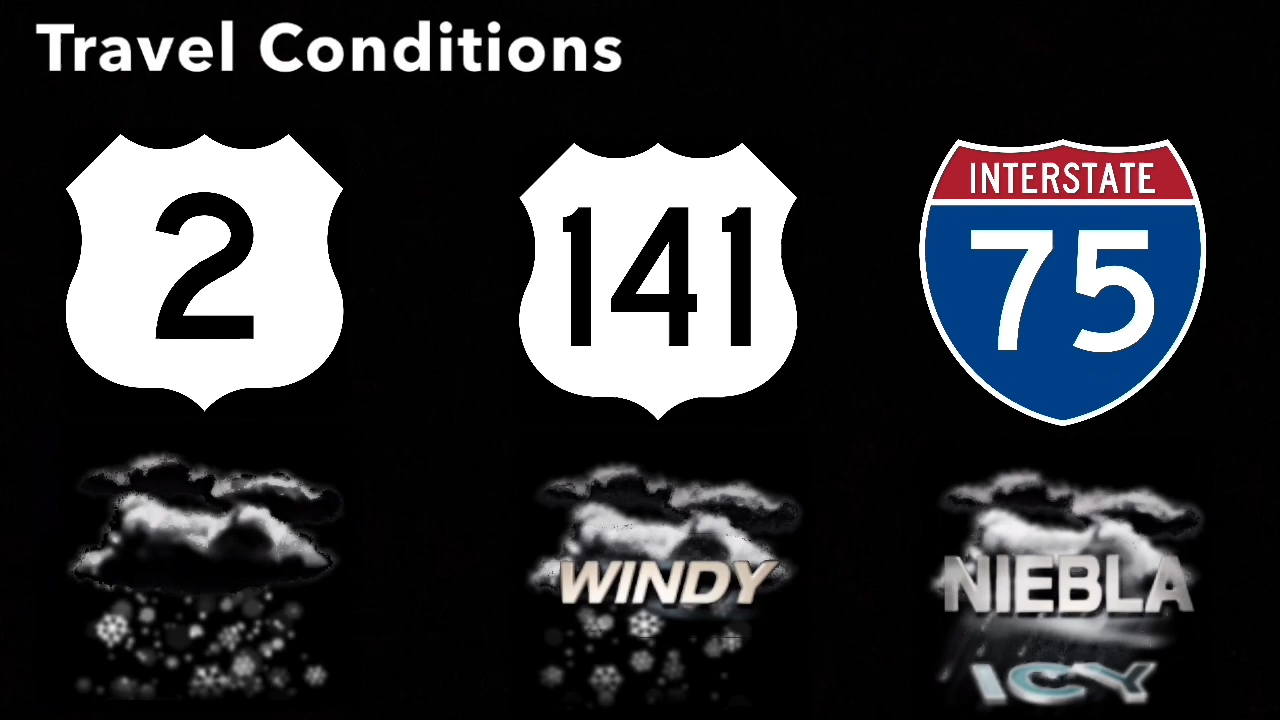 Travel Conditions
2
141
INTERSTATE
75
WINDY
NIEBLA
ICY